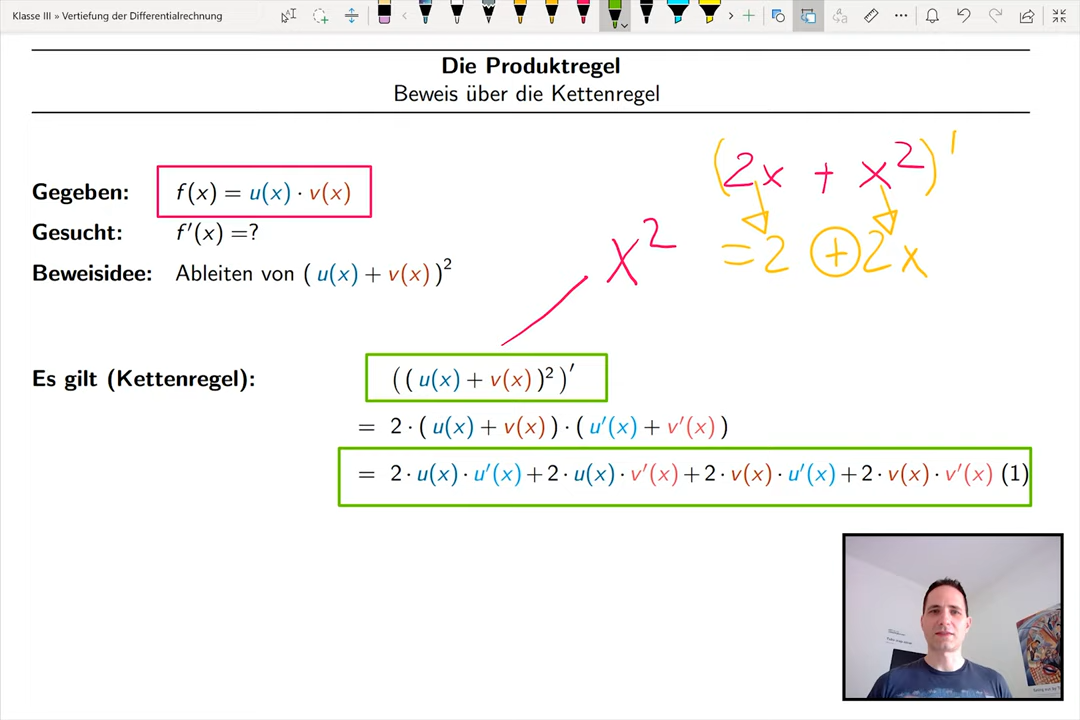 Klasse III » Vertiefung der Differentialrechnung
Die Produktregel
Beweis über die Kettenregel
(2x + x²)'
Gegeben: f(x) = u(x) · v(x)
Gesucht: f′(x) =?
= 2 + 2x
x²
Beweisidee: Ableiten von ( u(x) + v(x) )²
Es gilt (Kettenregel): (( u(x) + v(x) )²)′
= 2 · ( u(x) + v(x) ) · ( u′(x) + v′(x) )
= 2 · u(x) · u′(x) + 2 · u(x) · v′(x) + 2 · v(x) · u′(x) + 2 · v(x) · v′(x) (1)